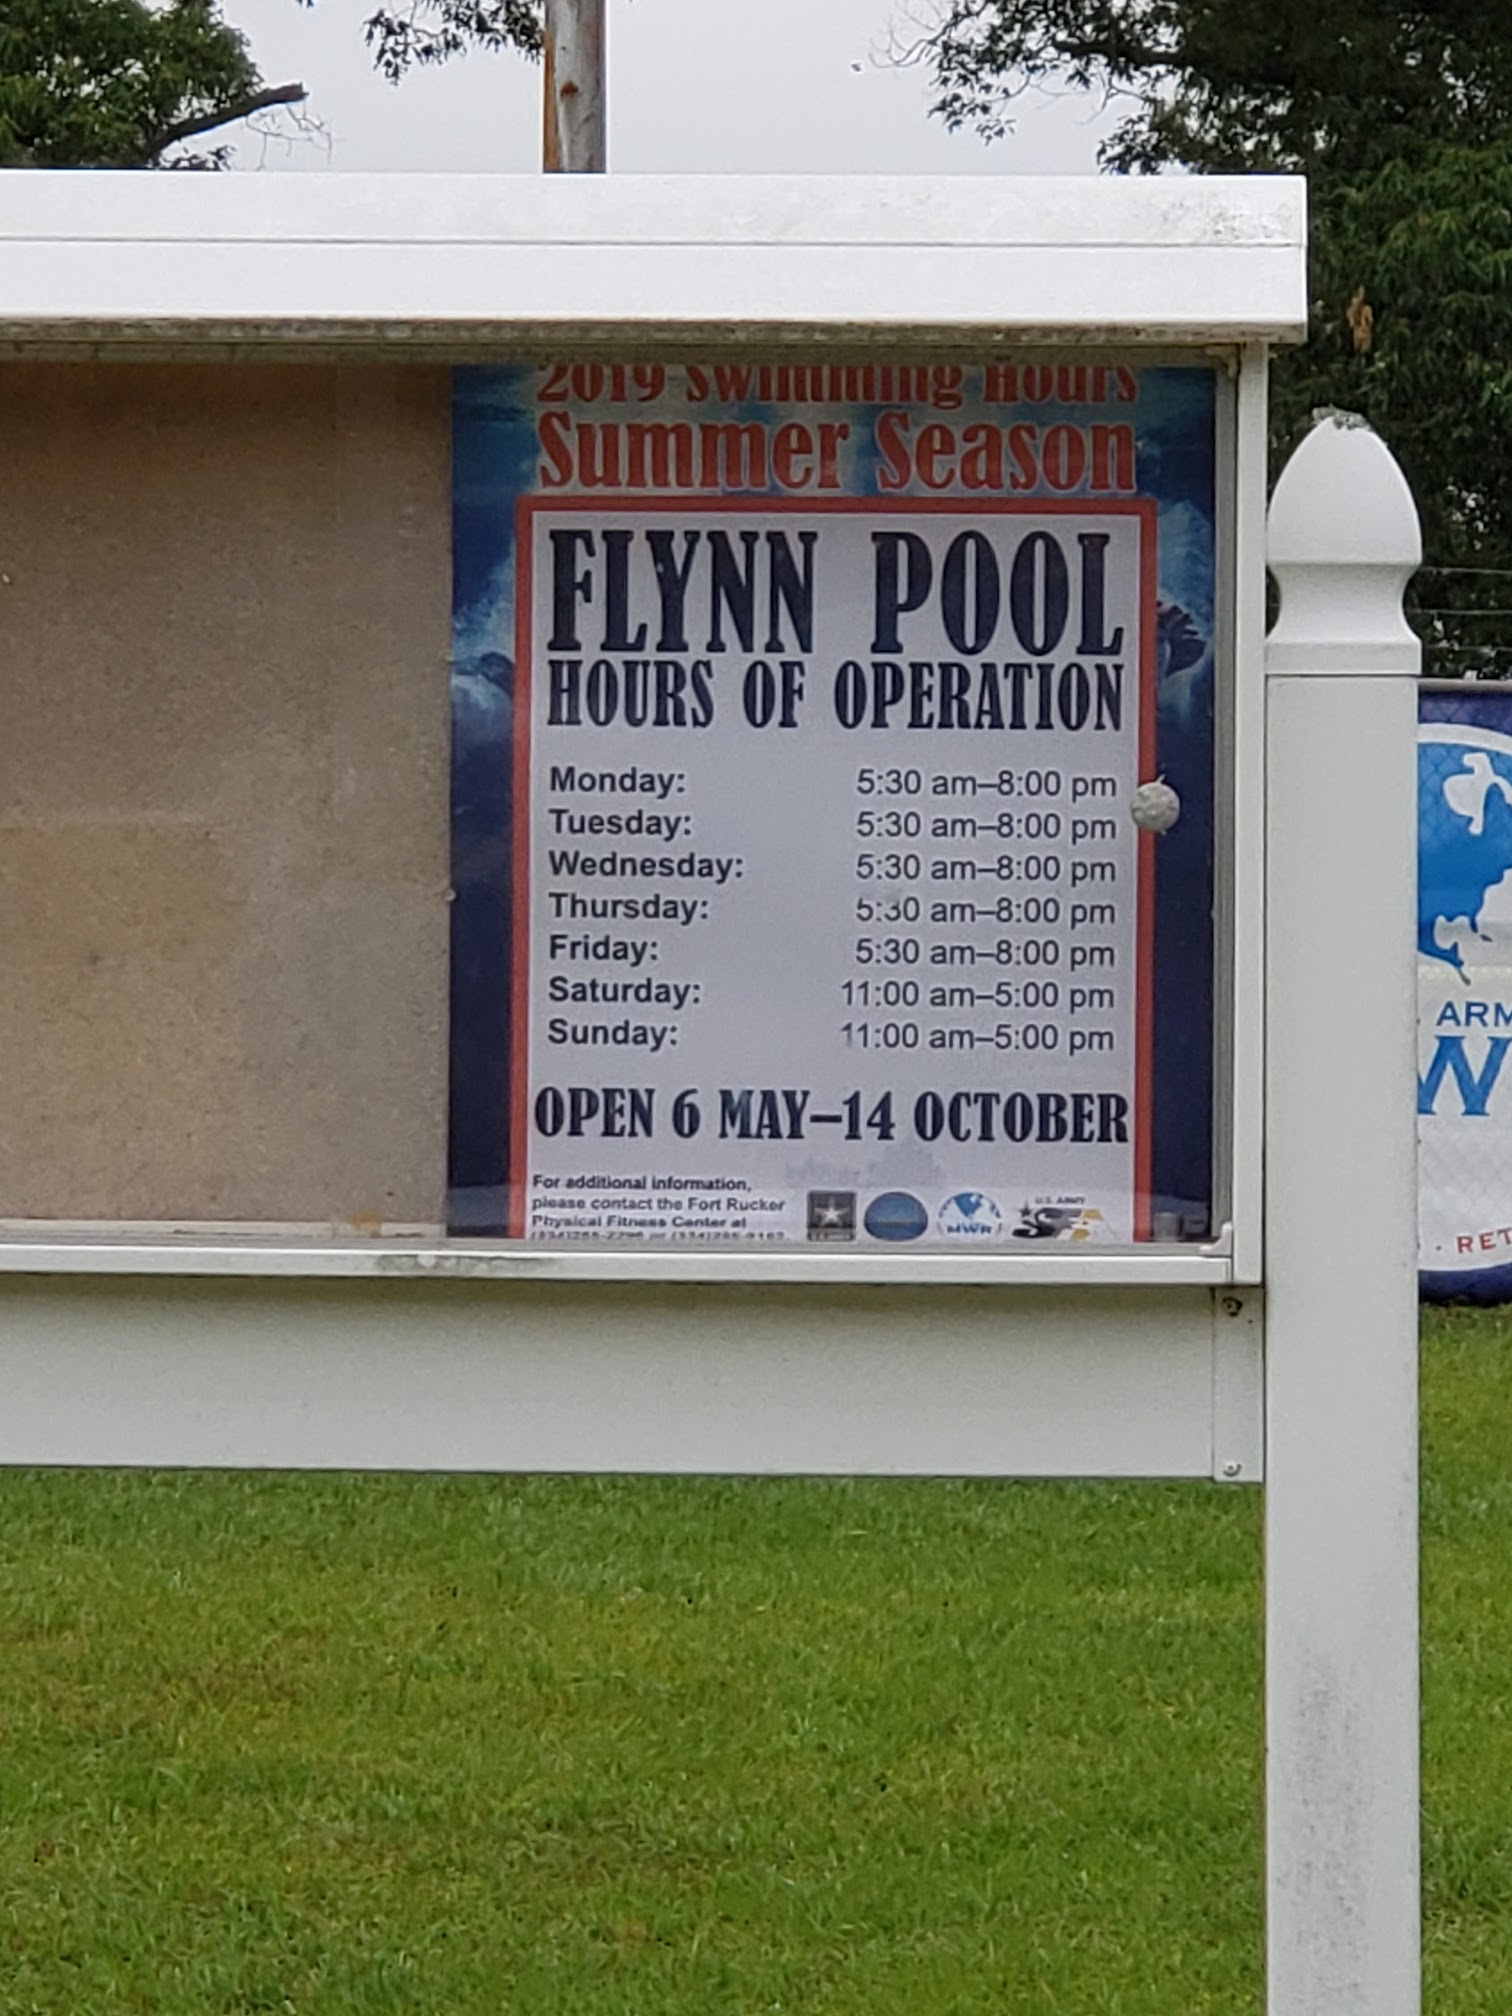 2019 Swimming Hours
Summer Season
FLYNN POOL
HOURS OF OPERATION
Monday: 5:30 am–8:00 pm
Tuesday: 5:30 am–8:00 pm
Wednesday: 5:30 am–8:00 pm
Thursday: 5:30 am–8:00 pm
Friday: 5:30 am–8:00 pm
Saturday: 11:00 am–5:00 pm
Sunday: 11:00 am–5:00 pm
OPEN 6 MAY–14 OCTOBER
For additional information,
please contact the Fort Rucker
Physical Fitness Center at
U.S. ARMY
MWR
ARM
W
RET